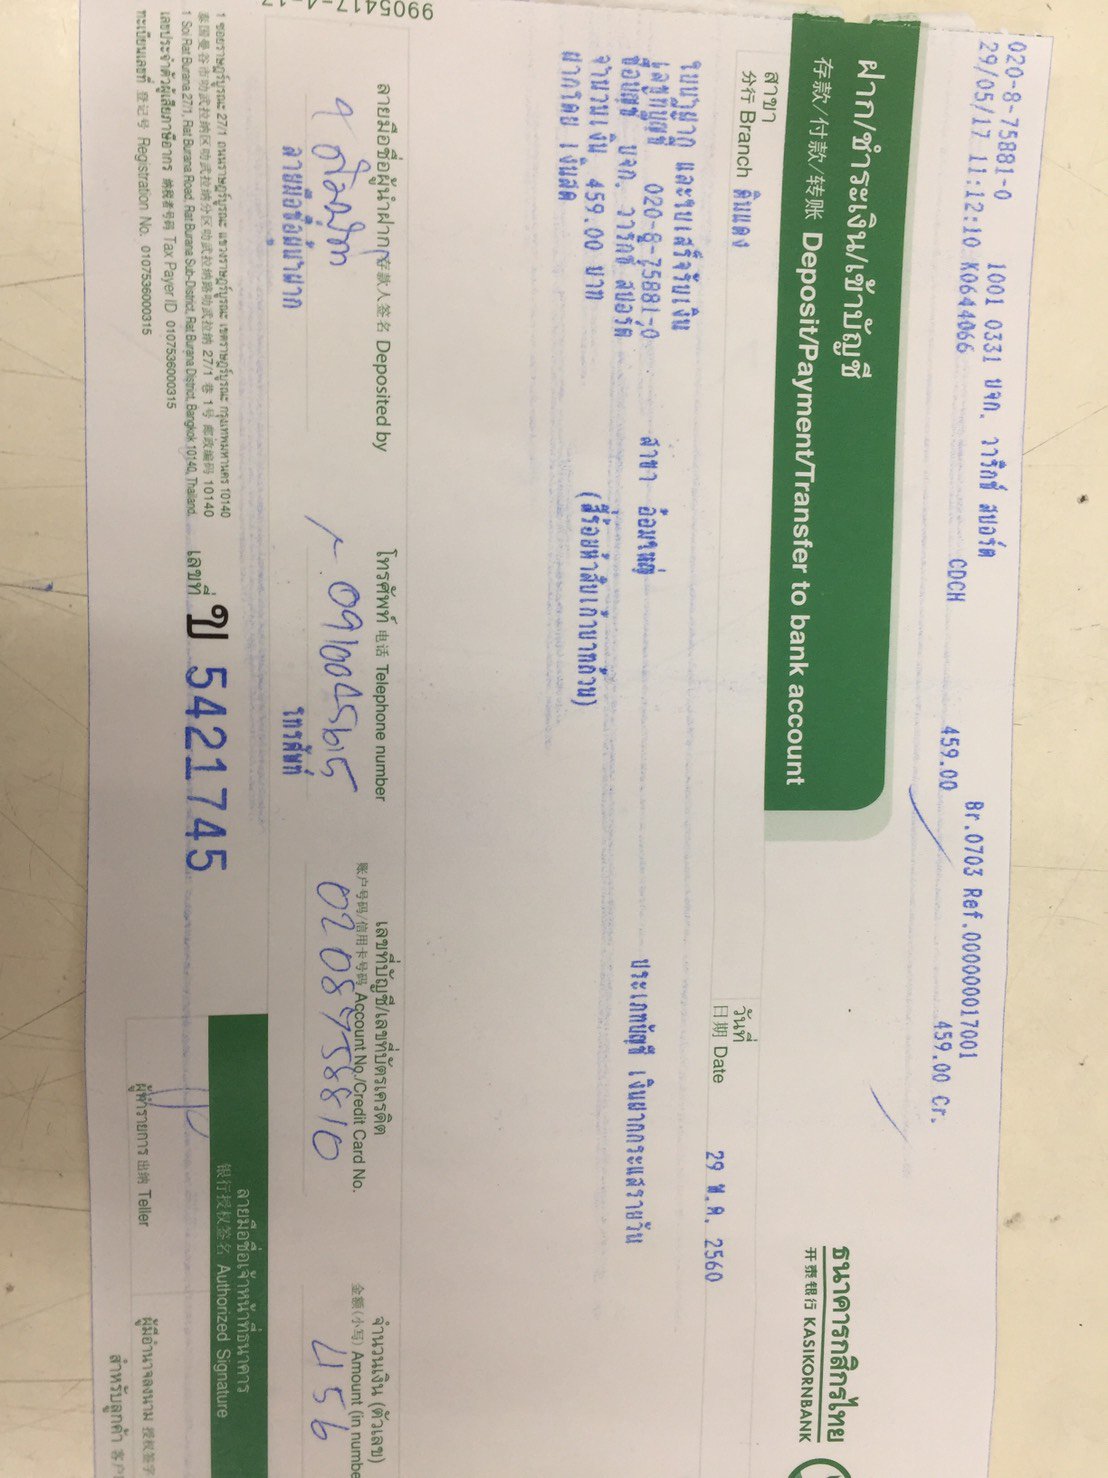 020-8-75881-0 1001 0331 บจก. วาริกซ์ สปอร์ต Br.0703 Ref.000000017001
29/05/17 11:12:10 K0644066 CDCH 459.00 459.00 Cr.
ฝาก/ชำระเงิน/เข้าบัญชี
存款/付款/转账 Deposit/Payment/Transfer to bank account
ธนาคารกสิกรไทย
开泰银行 KASIKORNBANK
สาขา
分行 Branch ดินแดง
วันที่
日期 Date 29 พ.ค. 2560
ใบนำฝาก และใบเสร็จรับเงิน
เลขที่บัญชี 020-8-75881-0 สาขา อ้อมใหญ่ ประเภทบัญชี เงินฝากกระแสรายวัน
ชื่อบัญชี บจก. วาริกซ์ สปอร์ต
จำนวนเงิน 459.00 บาท (สี่ร้อยห้าสิบเก้าบาทถ้วน)
ฝากโดย เงินสด
ลายมือชื่อผู้นำฝาก 存款人签名 Deposited by
โทรศัพท์ 电话 Telephone number
เลขที่บัญชี/เลขที่บัตรเครดิต
账户号码/信用卡号码 Account No./Credit Card No.
จำนวนเงิน (ตัวเลข)
金额(小写) Amount (in numbe
0910045615
0208758810
456
ลายมือชื่อผู้นำฝาก
โทรศัพท์
1 ซอยราษฎร์บูรณะ 27/1 ถนนราษฎร์บูรณะ แขวงราษฎร์บูรณะ เขตราษฎร์บูรณะ กรุงเทพมหานคร 10140
泰国曼谷市叻武拉纳区叻武拉纳分区叻武拉纳路叻武拉纳 27/1 巷 1号 邮政编码 10140
1 Soi Rat Burana 27/1, Rat Burana Road, Rat Burana Sub-District, Rat Burana District, Bangkok 10140, Thailand.
เลขประจำตัวผู้เสียภาษีอากร 纳税者号码 Tax Payer ID 0107536000315
ทะเบียนเลขที่ 登记号 Registration No. 0107536000315
เลขที่ ข 5421745
ลายมือชื่อเจ้าหน้าที่ธนาคาร
银行授权签名 Authorized Signature
ผู้ทำรายการ 出纳 Teller
ผู้มีอำนาจลงนาม 授权签字
สำหรับลูกค้า 客户